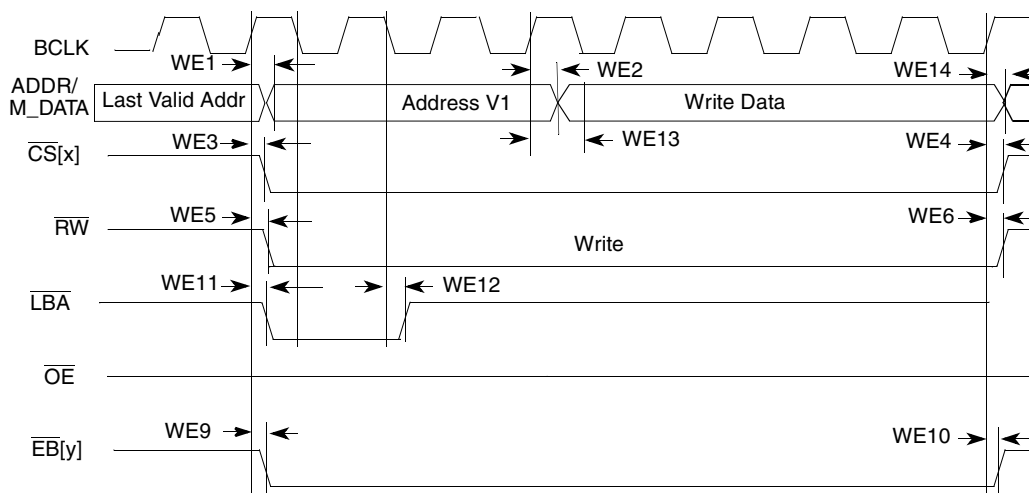 BCLK
WE1
WE2
WE14
ADDR/
M_DATA
Last Valid Addr
Address V1
Write Data
WE3
WE13
WE4
CS[x]
WE5
WE6
RW
Write
WE11
WE12
LBA
OE
WE9
WE10
EB[y]